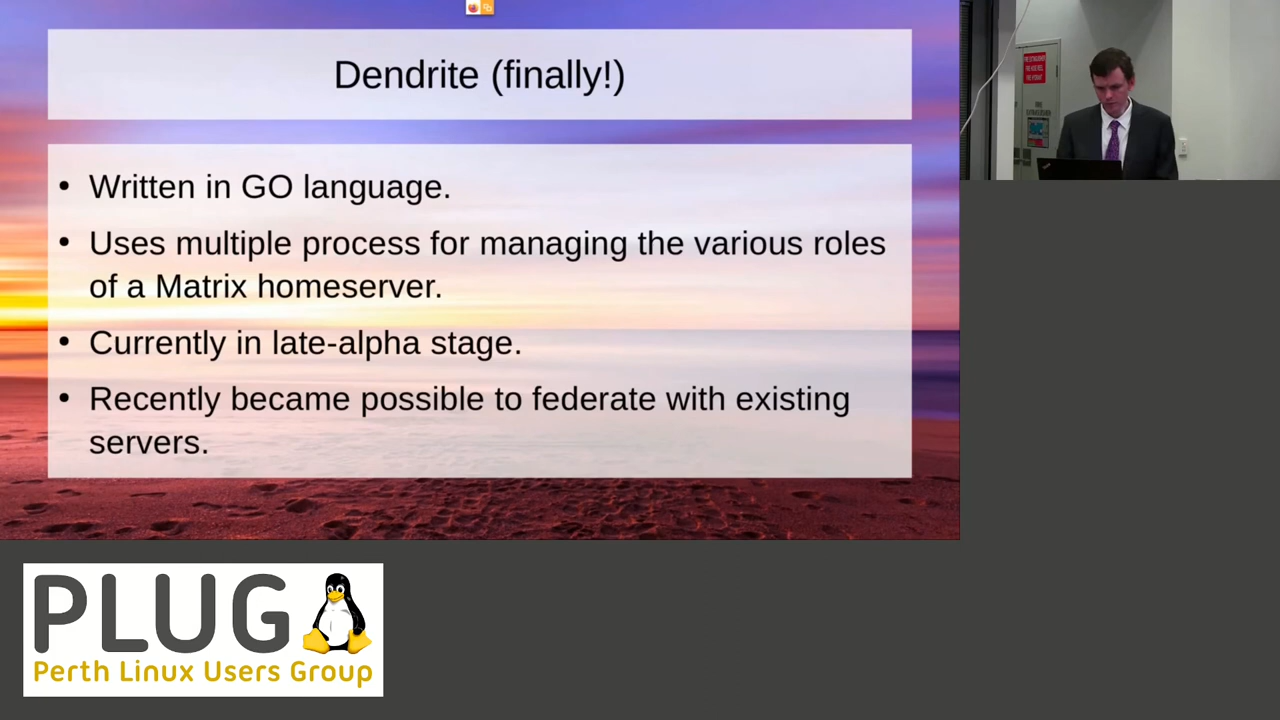 Dendrite (finally!)
• Written in GO language.
• Uses multiple process for managing the various roles
of a Matrix homeserver.
• Currently in late-alpha stage.
• Recently became possible to federate with existing
servers.
PLUG
Perth Linux Users Group